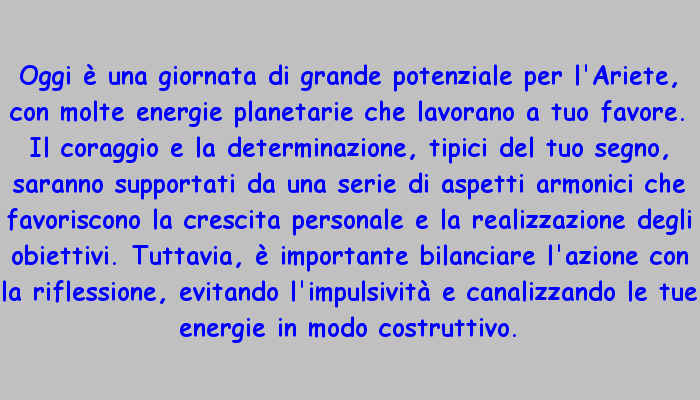 Oggi è una giornata di grande potenziale per l'Ariete,
con molte energie planetarie che lavorano a tuo favore.
Il coraggio e la determinazione, tipici del tuo segno,
saranno supportati da una serie di aspetti armonici che
favoriscono la crescita personale e la realizzazione degli
obiettivi. Tuttavia, è importante bilanciare l'azione con
la riflessione, evitando l'impulsività e canalizzando le tue
energie in modo costruttivo.